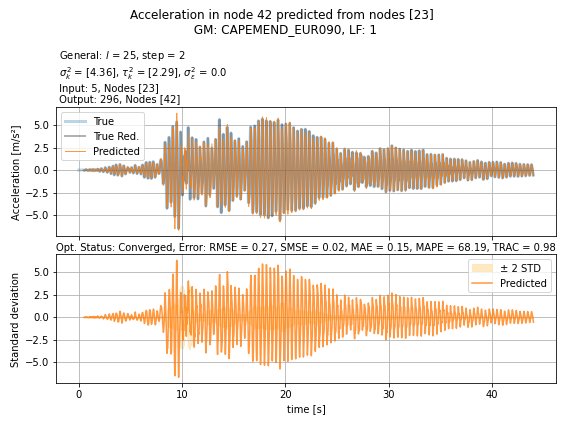 Acceleration in node 42 predicted from nodes [23]
GM: CAPEMEND_EUR090, LF: 1
General: l = 25, step = 2
σ²ₖ = [4.36], τ²ₖ = [2.29], σ²ᵋ = 0.0
Input: 5, Nodes [23]
Output: 296, Nodes [42]
True
True Red.
Predicted
Acceleration [m/s²]
5.0
2.5
0.0
−2.5
−5.0
Opt. Status: Converged, Error: RMSE = 0.27, SMSE = 0.02, MAE = 0.15, MAPE = 68.19, TRAC = 0.98
± 2 STD
Predicted
Standard deviation
5.0
2.5
0.0
−2.5
−5.0
0 10 20 30 40
time [s]